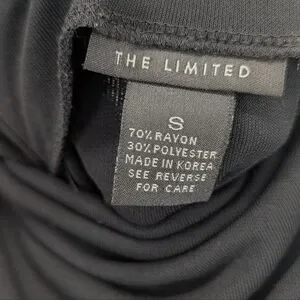 THE LIMITED
S
70% RAYON
30% POLYESTER
MADE IN KOREA
SEE REVERSE
FOR CARE